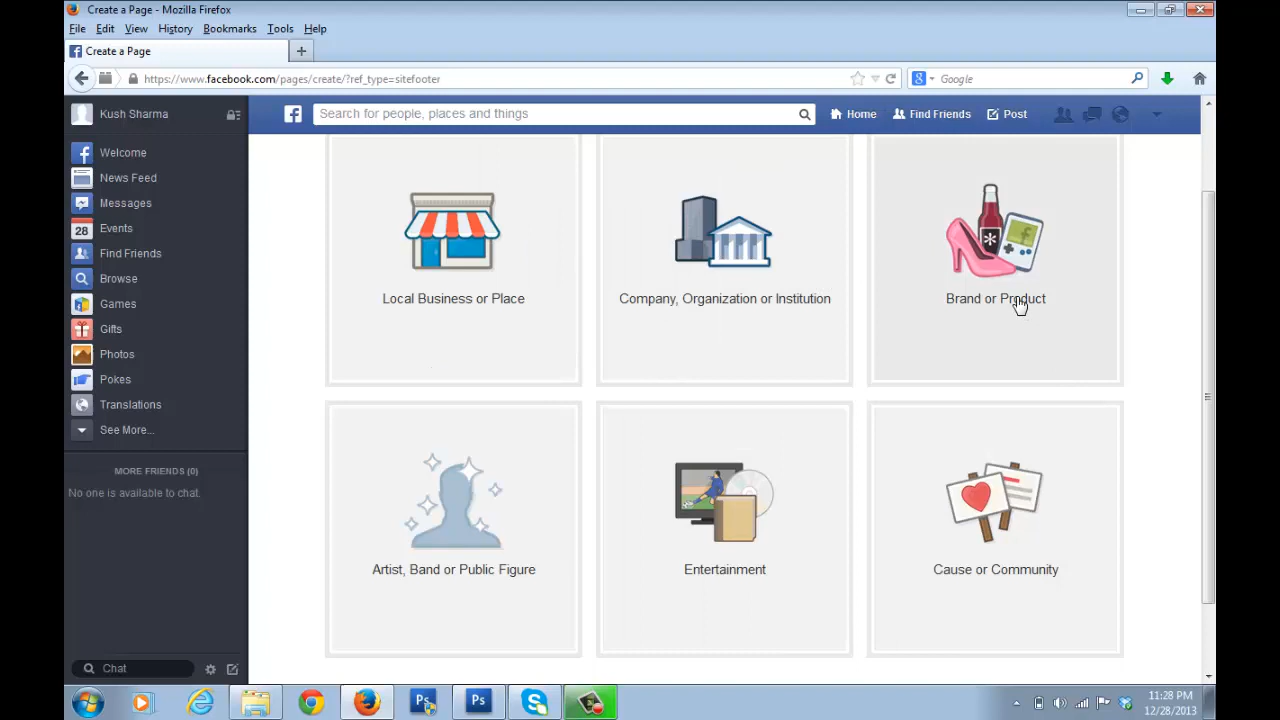 Create a Page - Mozilla Firefox
File Edit View History Bookmarks Tools Help
Create a Page
https://www.facebook.com/pages/create/?ref_type=sitefooter
Google
Kush Sharma
Search for people, places and things
Home
Find Friends
Post
Welcome
News Feed
Messages
28
Events
Find Friends
Browse
Games
Gifts
Photos
Pokes
Translations
See More...
MORE FRIENDS (0)
No one is available to chat.
Chat
Local Business or Place
Company, Organization or Institution
Brand or Product
Artist, Band or Public Figure
Entertainment
Cause or Community
Ps
Ps
11:28 PM
12/28/2013